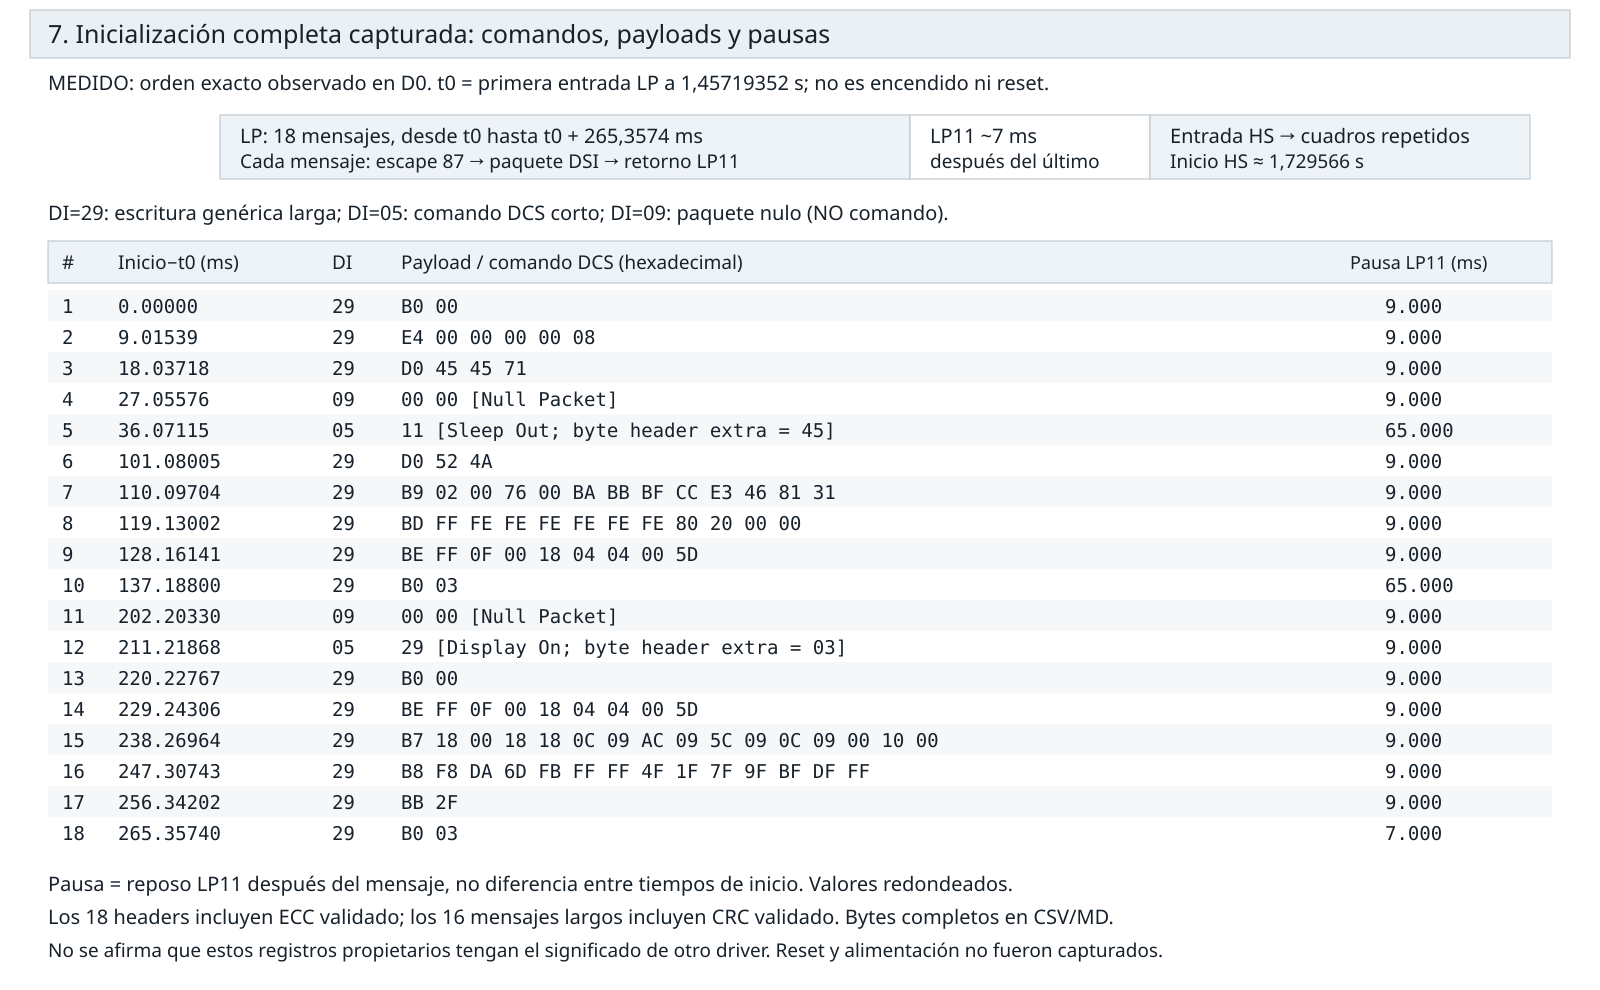 7. Inicialización completa capturada: comandos, payloads y pausas
MEDIDO: orden exacto observado en D0. t0 = primera entrada LP a 1,45719352 s; no es encendido ni reset.
LP: 18 mensajes, desde t0 hasta t0 + 265,3574 ms
Cada mensaje: escape 87 → paquete DSI → retorno LP11
LP11 ~7 ms
después del último
Entrada HS → cuadros repetidos
Inicio HS ≈ 1,729566 s
DI=29: escritura genérica larga; DI=05: comando DCS corto; DI=09: paquete nulo (NO comando).
# Inicio−t0 (ms) DI Payload / comando DCS (hexadecimal) Pausa LP11 (ms)
1 0.00000 29 B0 00 9.000
2 9.01539 29 E4 00 00 00 00 08 9.000
3 18.03718 29 D0 45 45 71 9.000
4 27.05576 09 00 00 [Null Packet] 9.000
5 36.07115 05 11 [Sleep Out; byte header extra = 45] 65.000
6 101.08005 29 D0 52 4A 9.000
7 110.09704 29 B9 02 00 76 00 BA BB BF CC E3 46 81 31 9.000
8 119.13002 29 BD FF FE FE FE FE FE FE 80 20 00 00 9.000
9 128.16141 29 BE FF 0F 00 18 04 04 00 5D 9.000
10 137.18800 29 B0 03 65.000
11 202.20330 09 00 00 [Null Packet] 9.000
12 211.21868 05 29 [Display On; byte header extra = 03] 9.000
13 220.22767 29 B0 00 9.000
14 229.24306 29 BE FF 0F 00 18 04 04 00 5D 9.000
15 238.26964 29 B7 18 00 18 18 0C 09 AC 09 5C 09 0C 09 00 10 00 9.000
16 247.30743 29 B8 F8 DA 6D FB FF FF 4F 1F 7F 9F BF DF FF 9.000
17 256.34202 29 BB 2F 9.000
18 265.35740 29 B0 03 7.000
Pausa = reposo LP11 después del mensaje, no diferencia entre tiempos de inicio. Valores redondeados.
Los 18 headers incluyen ECC validado; los 16 mensajes largos incluyen CRC validado. Bytes completos en CSV/MD.
No se afirma que estos registros propietarios tengan el significado de otro driver. Reset y alimentación no fueron capturados.